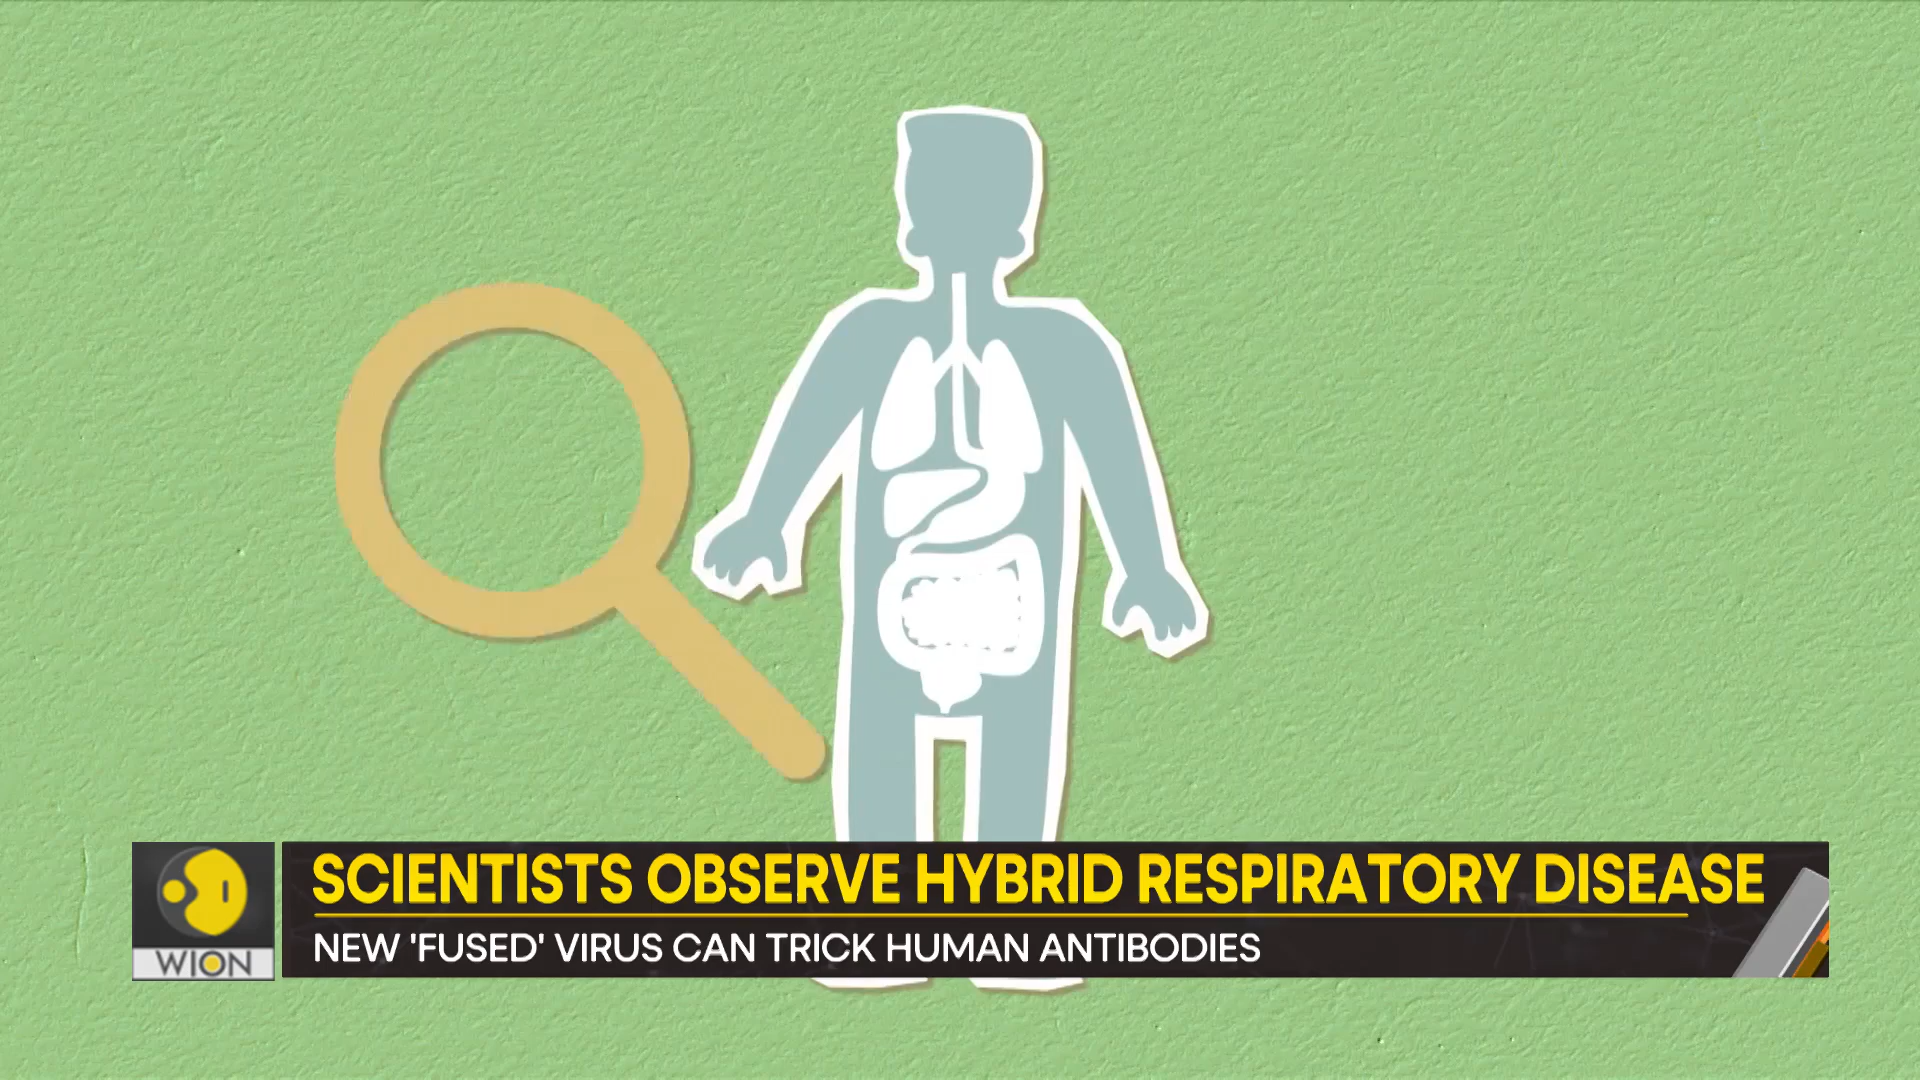 SCIENTISTS OBSERVE HYBRID RESPIRATORY DISEASE
NEW 'FUSED' VIRUS CAN TRICK HUMAN ANTIBODIES
WION